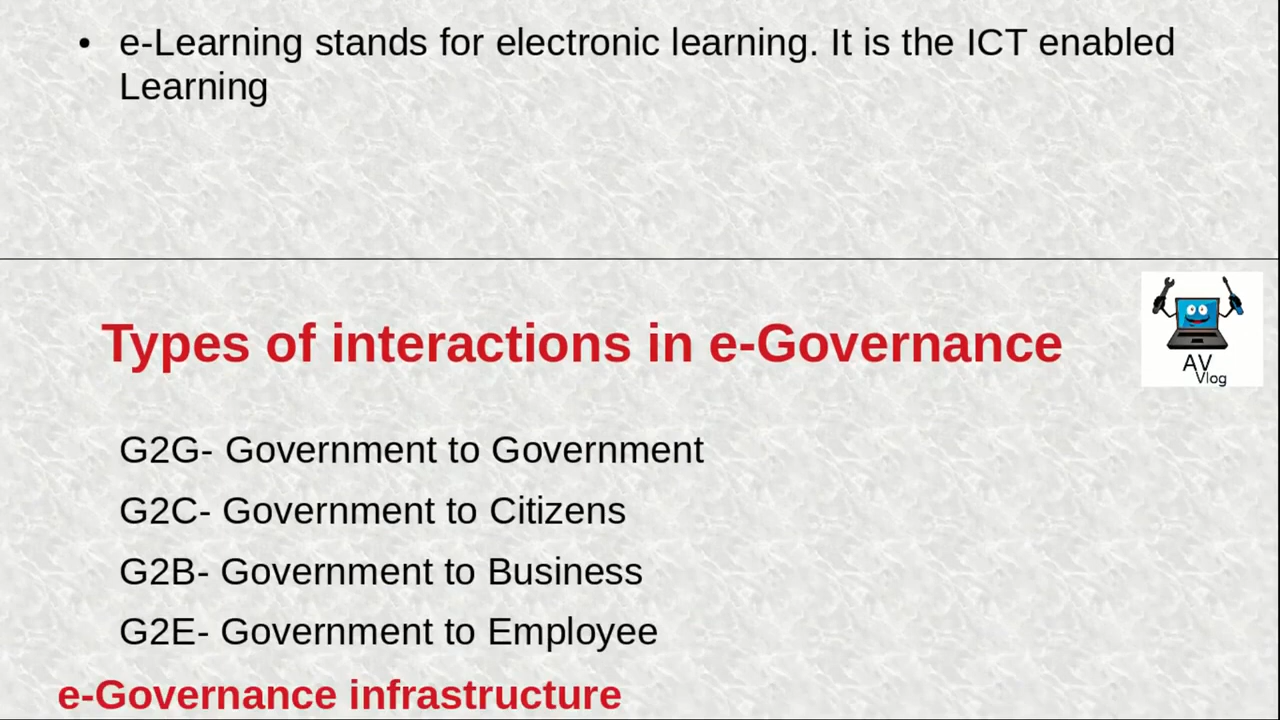 • e-Learning stands for electronic learning. It is the ICT enabled
Learning
Types of interactions in e-Governance
AV
Vlog
G2G- Government to Government
G2C- Government to Citizens
G2B- Government to Business
G2E- Government to Employee
e-Governance infrastructure